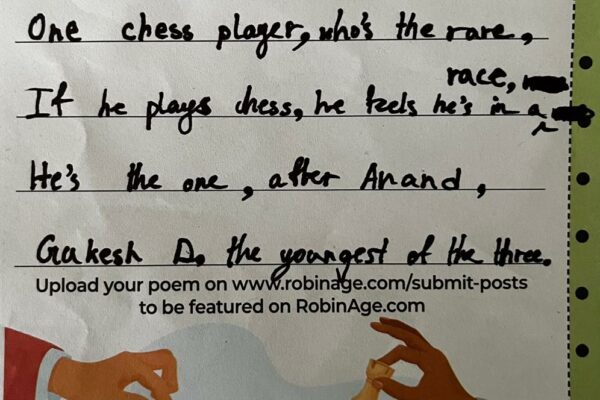 One chess player, who's the rare,
race,
If he plays chess, he feels he's in a
He's the one, after Anand,
Gukesh D. the youngest of the three.
Upload your poem on www.robinage.com/submit-posts
to be featured on RobinAge.com